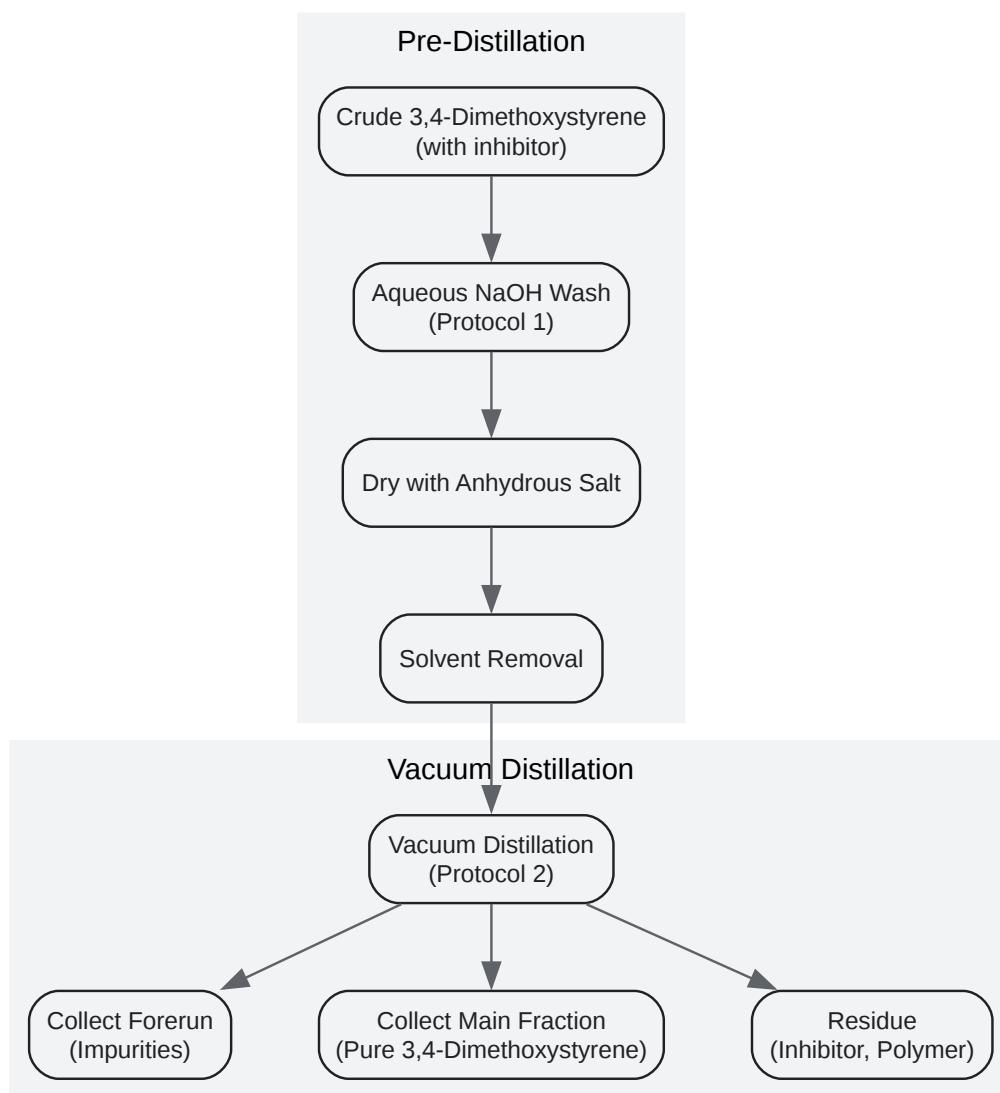 Pre-Distillation
Crude 3,4-Dimethoxystyrene
(with inhibitor)
Aqueous NaOH Wash
(Protocol 1)
Dry with Anhydrous Salt
Solvent Removal
Vacuum Distillation
Vacuum Distillation
(Protocol 2)
Collect Forerun
(Impurities)
Collect Main Fraction
(Pure 3,4-Dimethoxystyrene)
Residue
(Inhibitor, Polymer)